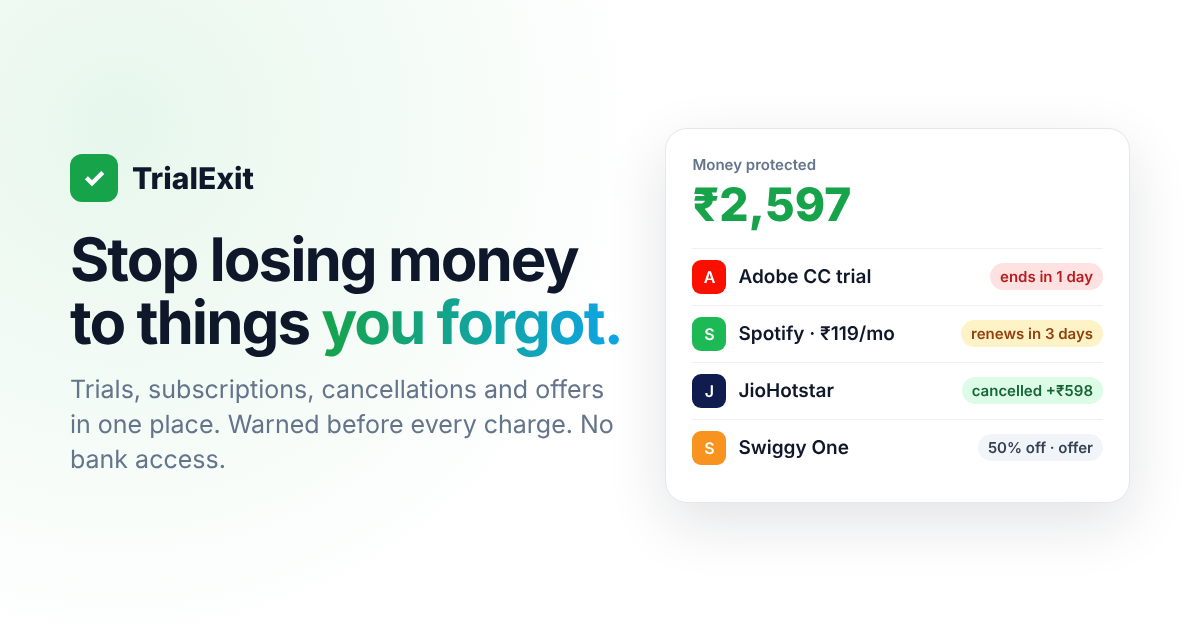 TrialExit
Stop losing money
to things you forgot.
Trials, subscriptions, cancellations and offers
in one place. Warned before every charge. No
bank access.
Money protected
₹2,597
A Adobe CC trial ends in 1 day
S Spotify · ₹119/mo renews in 3 days
J JioHotstar cancelled +₹598
S Swiggy One 50% off · offer